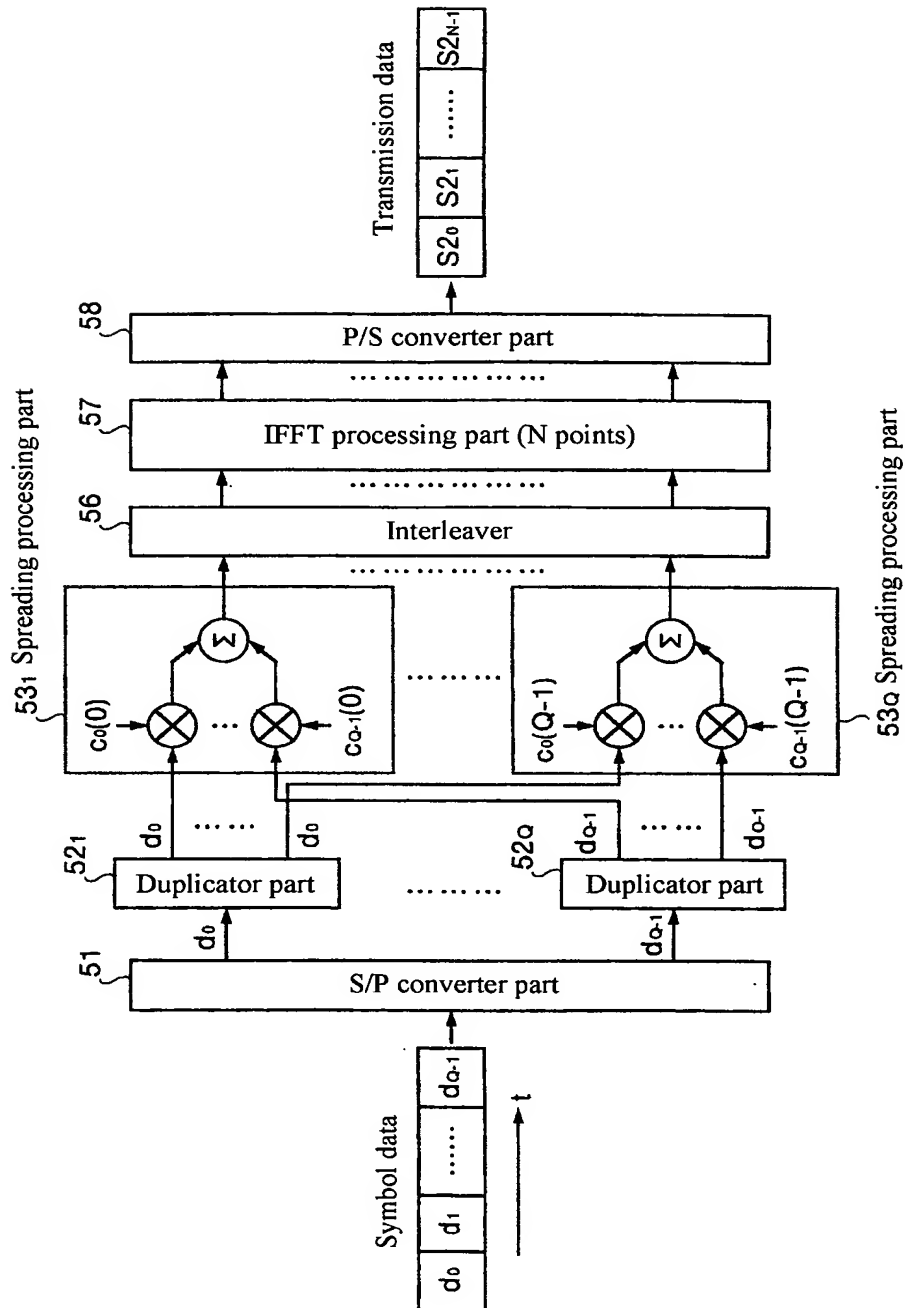 Symbol data
d0 d1 ...... dQ-1
t
51
S/P converter part
d0
dQ-1
521
Duplicator part
........
52Q
Duplicator part
d0
......
d0
dQ-1
......
dQ-1
531 Spreading processing part
c0(0)
...
cQ-1(0)
Σ
........
c0(Q-1)
...
cQ-1(Q-1)
Σ
53Q Spreading processing part
56
Interleaver
57
IFFT processing part (N points)
58
P/S converter part
Transmission data
S20 S21 ...... S2N-1